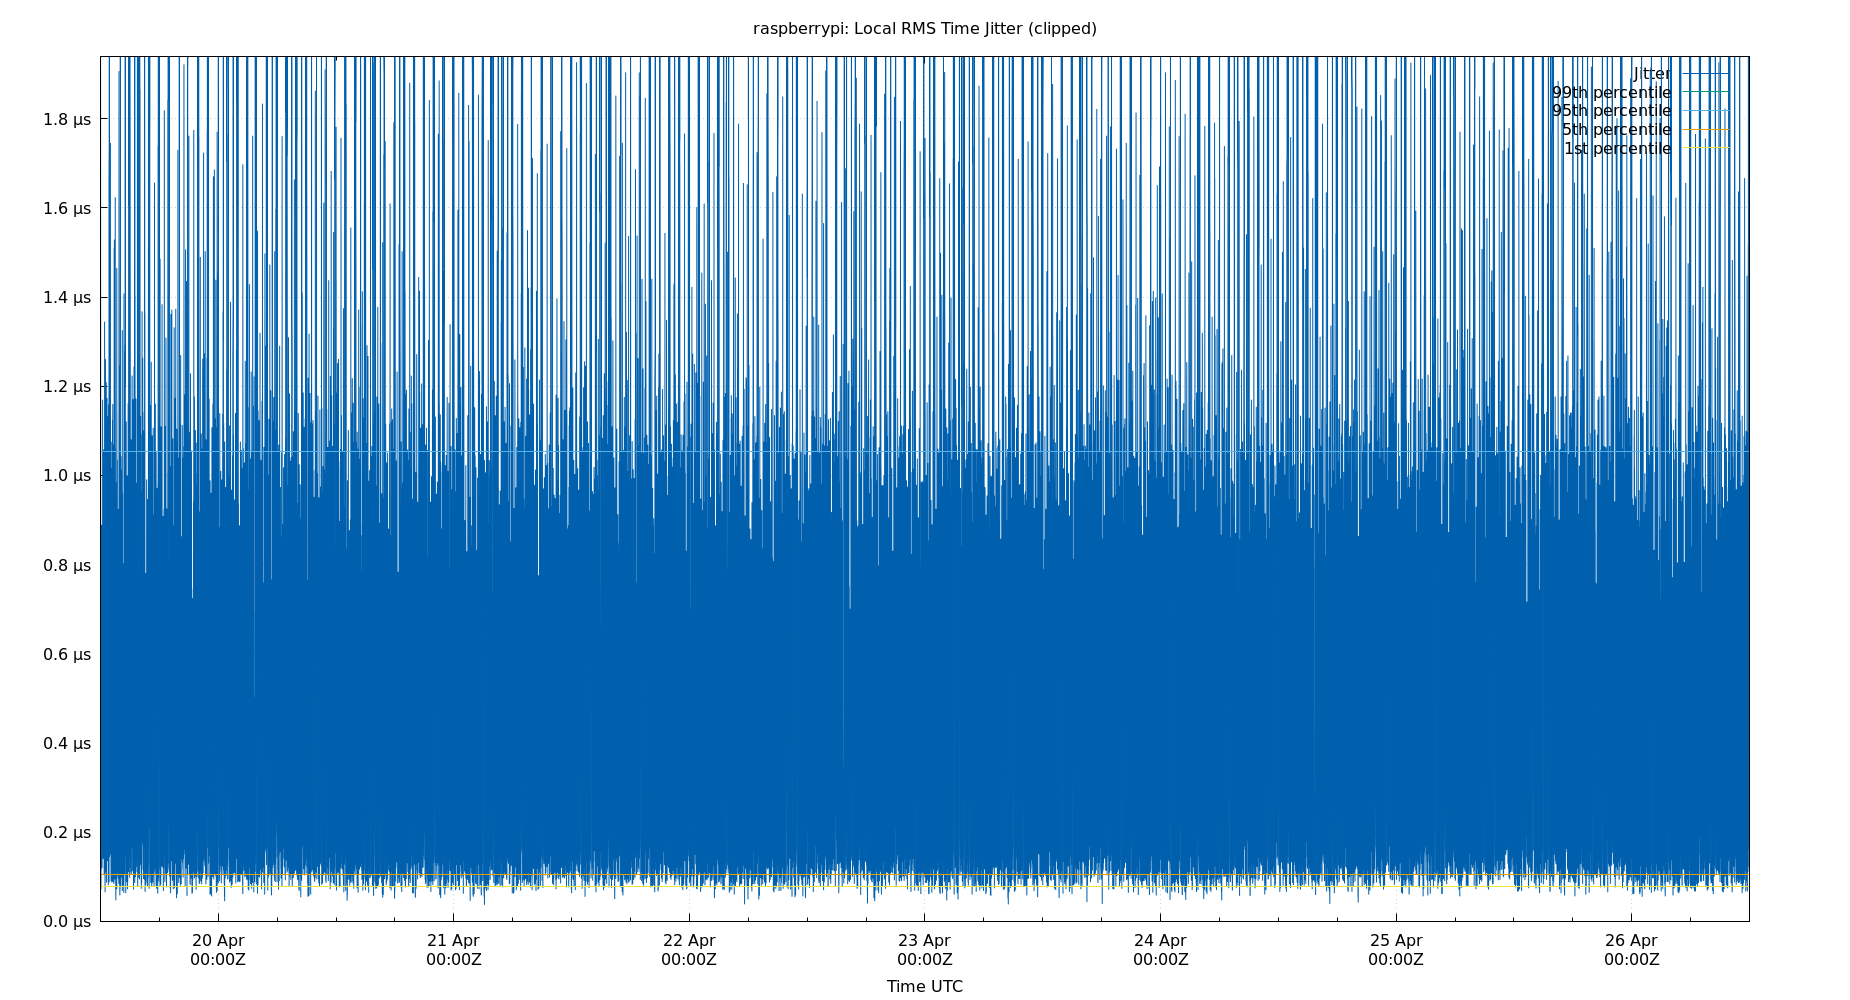 raspberrypi: Local RMS Time Jitter (clipped)
Jitter
99th percentile
95th percentile
5th percentile
1st percentile
1.8 µs
1.6 µs
1.4 µs
1.2 µs
1.0 µs
0.8 µs
0.6 µs
0.4 µs
0.2 µs
0.0 µs
20 Apr 21 Apr 22 Apr 23 Apr 24 Apr 25 Apr 26 Apr
00:00Z 00:00Z 00:00Z 00:00Z 00:00Z 00:00Z 00:00Z
Time UTC